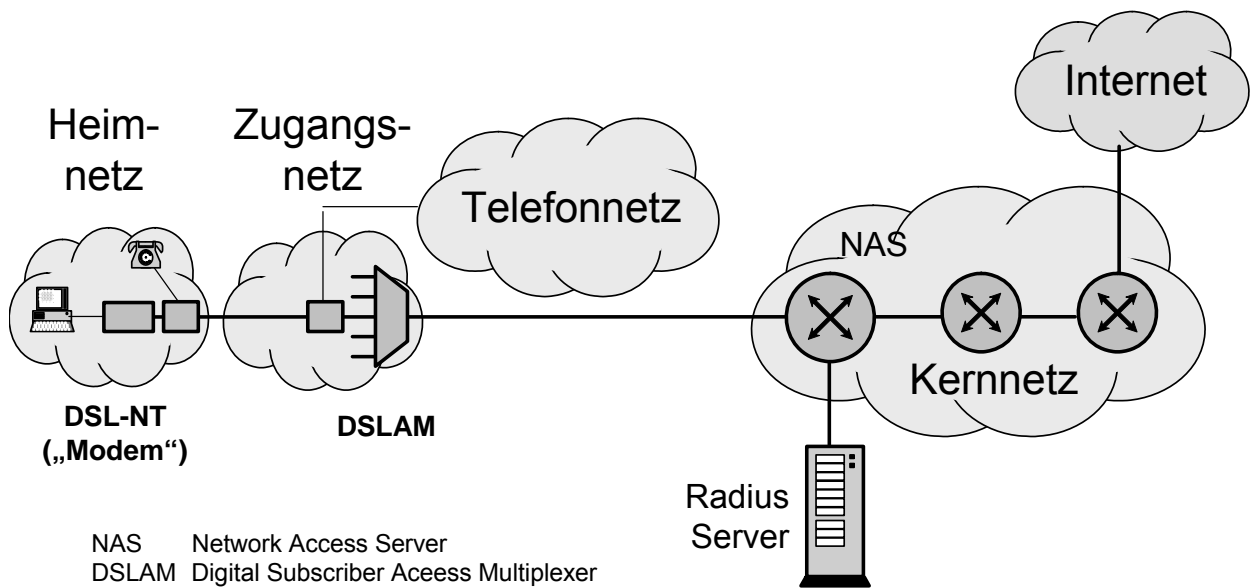 Internet
Heim-
netz
Zugangs-
netz
Telefonnetz
NAS
Kernnetz
DSL-NT
(„Modem“)
DSLAM
Radius
Server
NAS Network Access Server
DSLAM Digital Subscriber Aceess Multiplexer